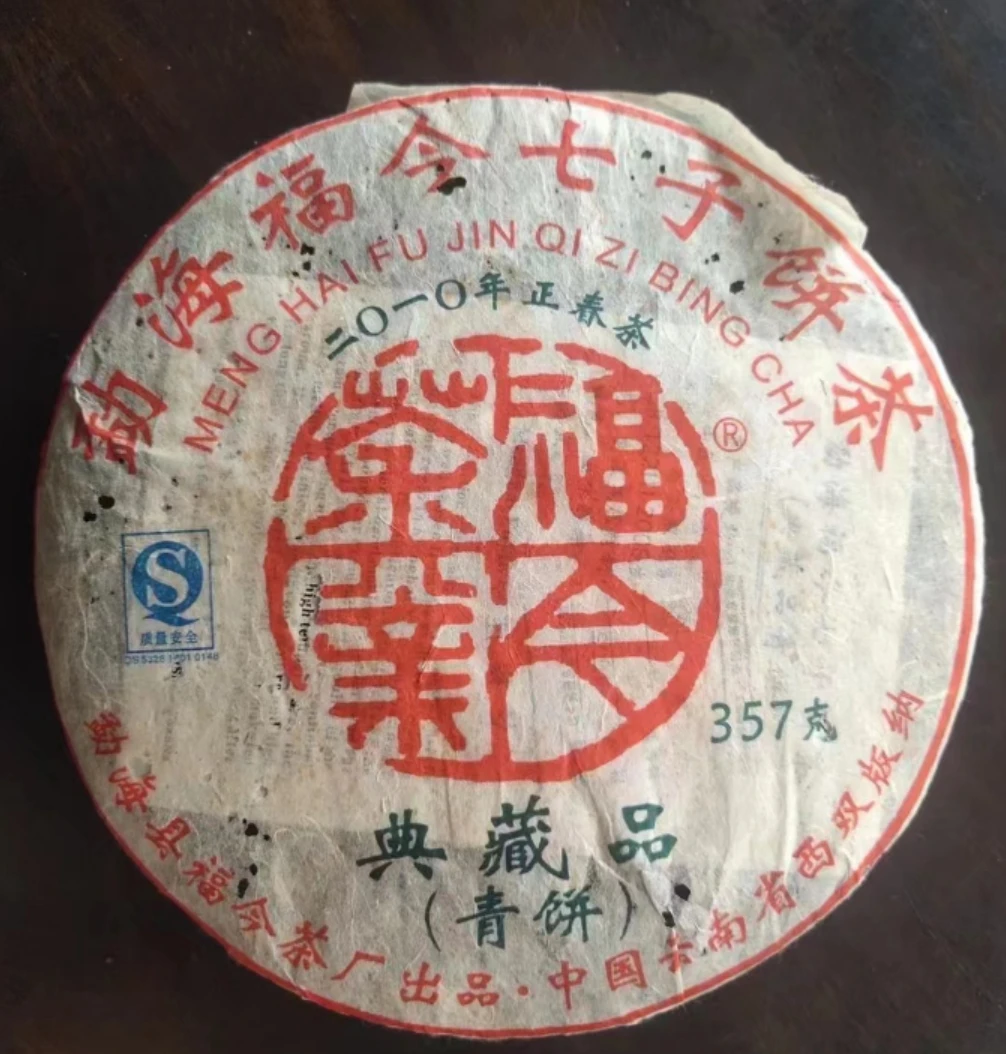 勐海福今七子饼茶
MENG HAI FU JIN QI ZI BING CHA
二〇一〇年正春茶
福今茶業
®
质量安全
357克
典藏品
(青饼)
勐海县福今茶厂出品·中国云南省西双版纳